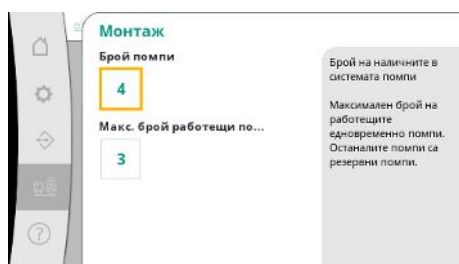 Монтаж
Брой помпи
4
Макс. брой работещи по...
3
Брой на наличните в
системата помпи
Максимален брой на
работещите
едновременно помпи.
Останалите помпи са
резервни помпи.